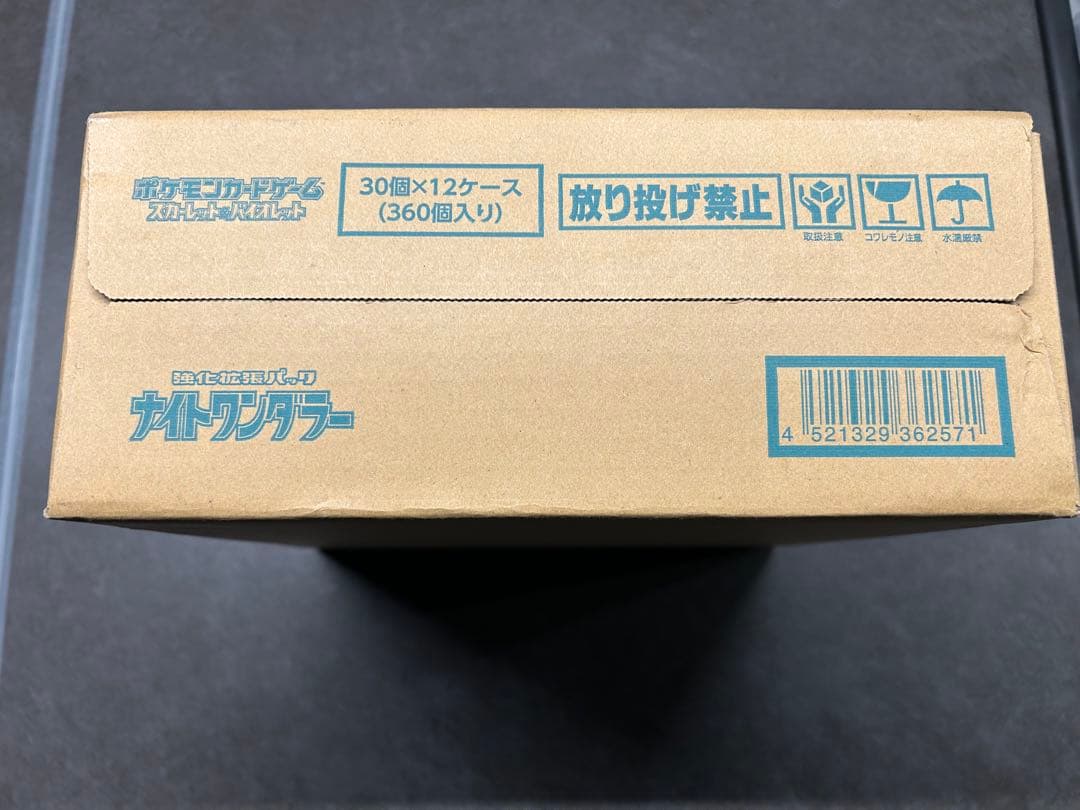 ポケモンカードゲーム
スカーレット&バイオレット
30個×12ケース
(360個入り)
放り投げ禁止
取扱注意
コワレモノ注意
水濡厳禁
強化拡張パック
ナイトワンダラー
4 521329 362571